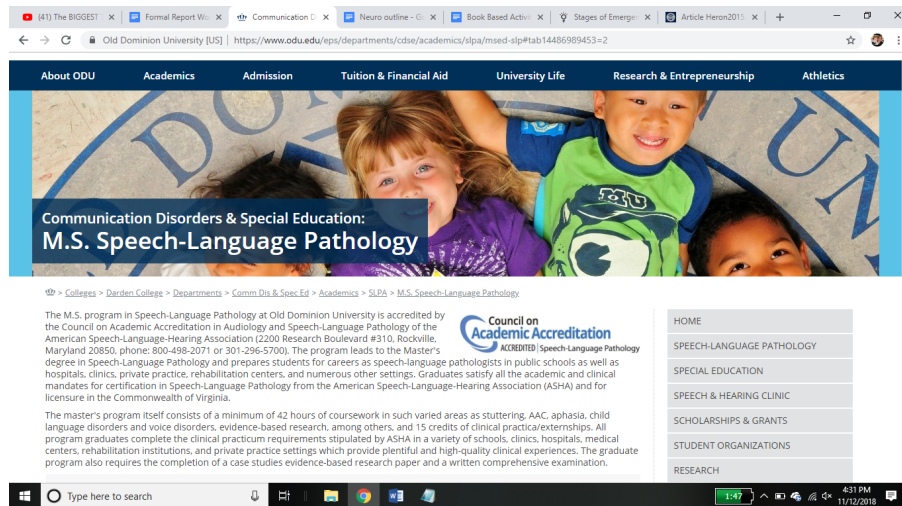 (41) The BIGGEST
Formal Report Wo
Communication D
Neuro outline - G
Book Based Activi
Stages of Emerge
Article Heron2015
Old Dominion University [US] | https://www.odu.edu/eps/departments/cdse/academics/slpa/msed-slp#tab14486989453=2
About ODU Academics Admission Tuition & Financial Aid University Life Research & Entrepreneurship Athletics
Communication Disorders & Special Education:
M.S. Speech-Language Pathology
> Colleges > Darden College > Departments > Comm Dis & Spec Ed > Academics > SLPA > M.S. Speech-Language Pathology
The M.S. program in Speech-Language Pathology at Old Dominion University is accredited by
the Council on Academic Accreditation in Audiology and Speech-Language Pathology of the
American Speech-Language-Hearing Association (2200 Research Boulevard #310, Rockville,
Maryland 20850, phone: 800-498-2071 or 301-296-5700). The program leads to the Master's
degree in Speech-Language Pathology and prepares students for careers as speech-language pathologists in public schools as well as
hospitals, clinics, private practice, rehabilitation centers, and numerous other settings. Graduates satisfy all the academic and clinical
mandates for certification in Speech-Language Pathology from the American Speech-Language-Hearing Association (ASHA) and for
licensure in the Commonwealth of Virginia.
Council on
Academic Accreditation
ACCREDITED | Speech-Language Pathology
The master's program itself consists of a minimum of 42 hours of coursework in such varied areas as stuttering, AAC, aphasia, child
language disorders and voice disorders, evidence-based research, among others, and 15 credits of clinical practica/externships. All
program graduates complete the clinical practicum requirements stipulated by ASHA in a variety of schools, clinics, hospitals, medical
centers, rehabilitation institutions, and private practice settings which provide plentiful and high-quality clinical experiences. The graduate
program also requires the completion of a case studies evidence-based research paper and a written comprehensive examination.
HOME
SPEECH-LANGUAGE PATHOLOGY
SPECIAL EDUCATION
SPEECH & HEARING CLINIC
SCHOLARSHIPS & GRANTS
STUDENT ORGANIZATIONS
RESEARCH
Type here to search
1:47
4:31 PM
11/12/2018